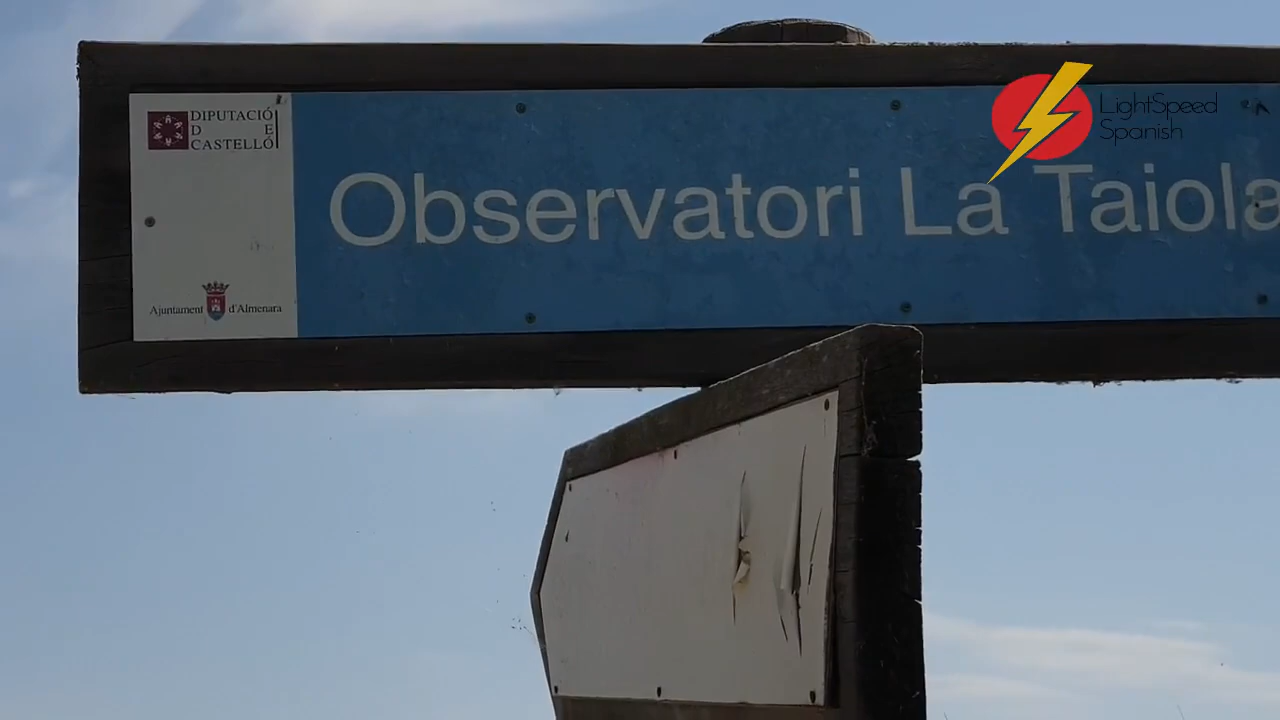 DIPUTACIÓ
D E
CASTELLÓ
Observatori La Taiola
Ajuntament d'Almenara
LightSpeed
Spanish